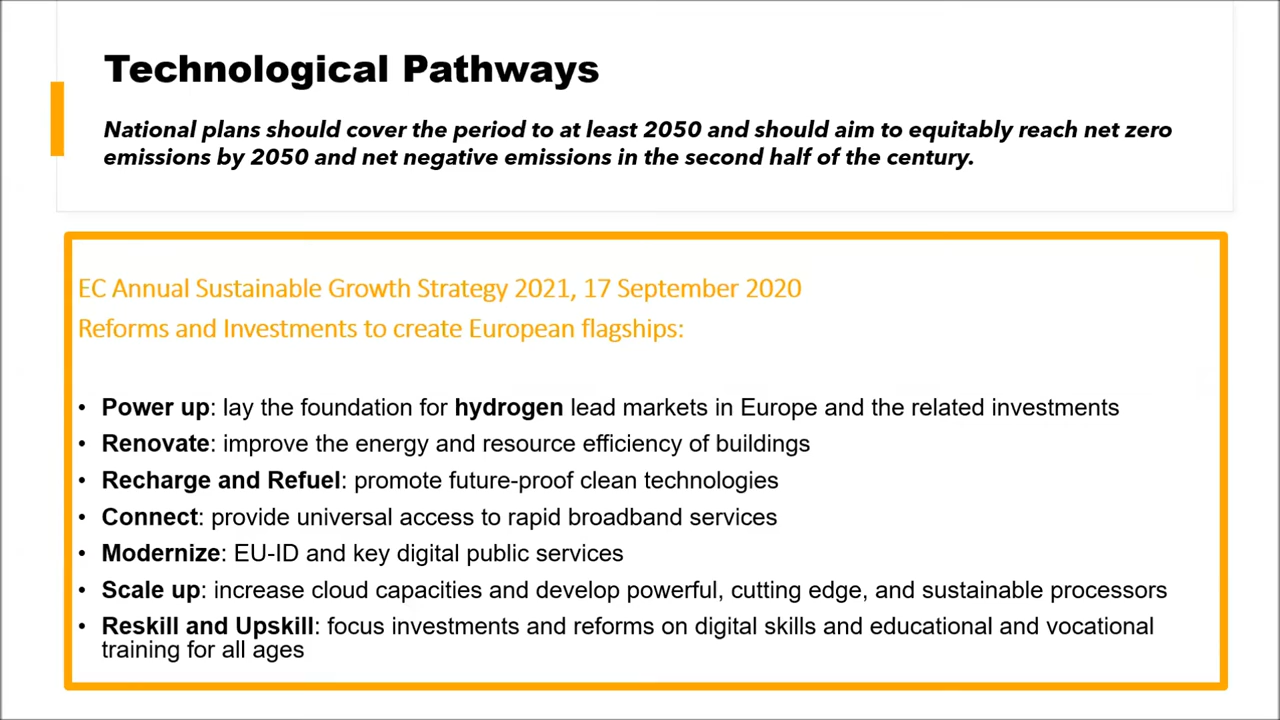 Technological Pathways
National plans should cover the period to at least 2050 and should aim to equitably reach net zero
emissions by 2050 and net negative emissions in the second half of the century.
EC Annual Sustainable Growth Strategy 2021, 17 September 2020
Reforms and Investments to create European flagships:
• Power up: lay the foundation for hydrogen lead markets in Europe and the related investments
• Renovate: improve the energy and resource efficiency of buildings
• Recharge and Refuel: promote future-proof clean technologies
• Connect: provide universal access to rapid broadband services
• Modernize: EU-ID and key digital public services
• Scale up: increase cloud capacities and develop powerful, cutting edge, and sustainable processors
• Reskill and Upskill: focus investments and reforms on digital skills and educational and vocational
training for all ages